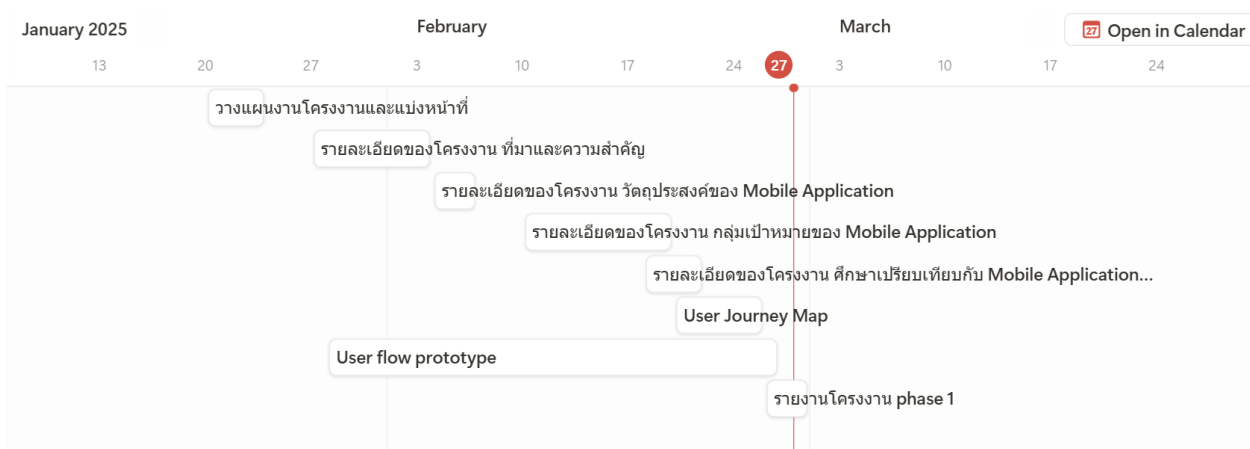 January 2025 February March 27 Open in Calendar
13 20 27 3 10 17 24 27 3 10 17 24
วางแผนงานโครงงานและแบ่งหน้าที่
รายละเอียดของโครงงาน ที่มาและความสำคัญ
รายละเอียดของโครงงาน วัตถุประสงค์ของ Mobile Application
รายละเอียดของโครงงาน กลุ่มเป้าหมายของ Mobile Application
รายละเอียดของโครงงาน ศึกษาเปรียบเทียบกับ Mobile Application...
User Journey Map
User flow prototype
รายงานโครงงาน phase 1